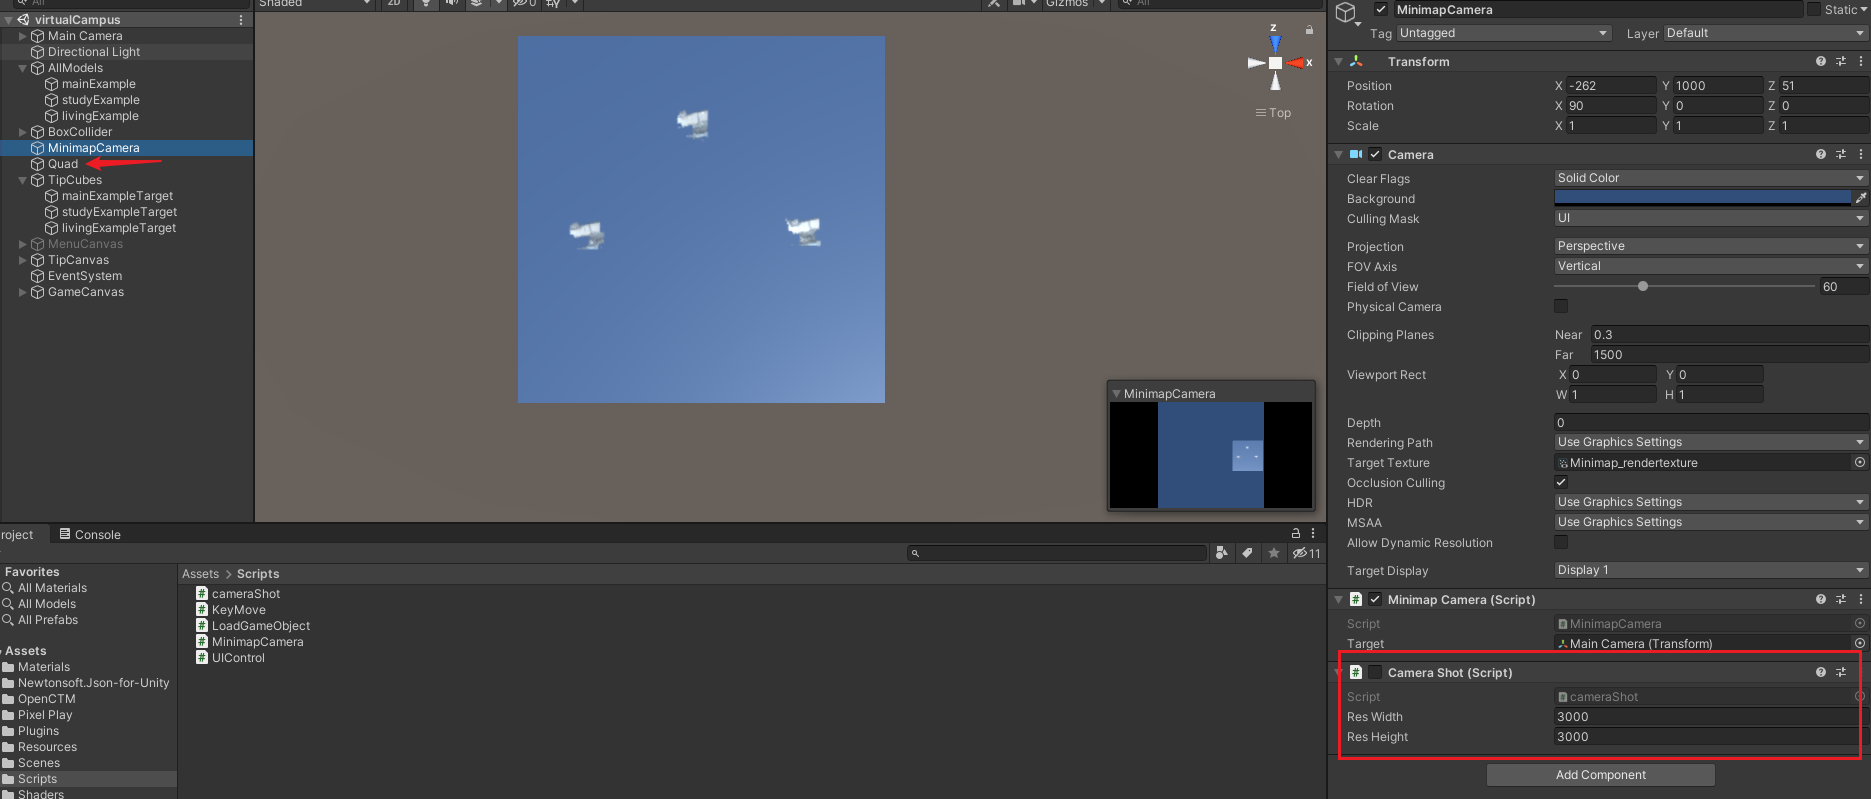 All
virtualCampus
Main Camera
Directional Light
AllModels
mainExample
studyExample
livingExample
BoxCollider
MinimapCamera
Quad
TipCubes
mainExampleTarget
studyExampleTarget
livingExampleTarget
MenuCanvas
TipCanvas
EventSystem
GameCanvas
Shaded 2D 0 Gizmos All
z
x
Top
MinimapCamera
roject Console
11
Favorites
All Materials
All Models
All Prefabs
Assets
Materials
Newtonsoft.Json-for-Unity
OpenCTM
Pixel Play
Plugins
Resources
Scenes
Scripts
Shaders
Assets > Scripts
cameraShot
KeyMove
LoadGameObject
MinimapCamera
UIControl
MinimapCamera Static
Tag Untagged Layer Default
Transform
Position X -262 Y 1000 Z 51
Rotation X 90 Y 0 Z 0
Scale X 1 Y 1 Z 1
Camera
Clear Flags Solid Color
Background
Culling Mask UI
Projection Perspective
FOV Axis Vertical
Field of View 60
Physical Camera
Clipping Planes Near 0.3
Far 1500
Viewport Rect X 0 Y 0
W 1 H 1
Depth 0
Rendering Path Use Graphics Settings
Target Texture Minimap_rendertexture
Occlusion Culling
HDR Use Graphics Settings
MSAA Use Graphics Settings
Allow Dynamic Resolution
Target Display Display 1
# Minimap Camera (Script)
Script MinimapCamera
Target Main Camera (Transform)
# Camera Shot (Script)
Script cameraShot
Res Width 3000
Res Height 3000
Add Component